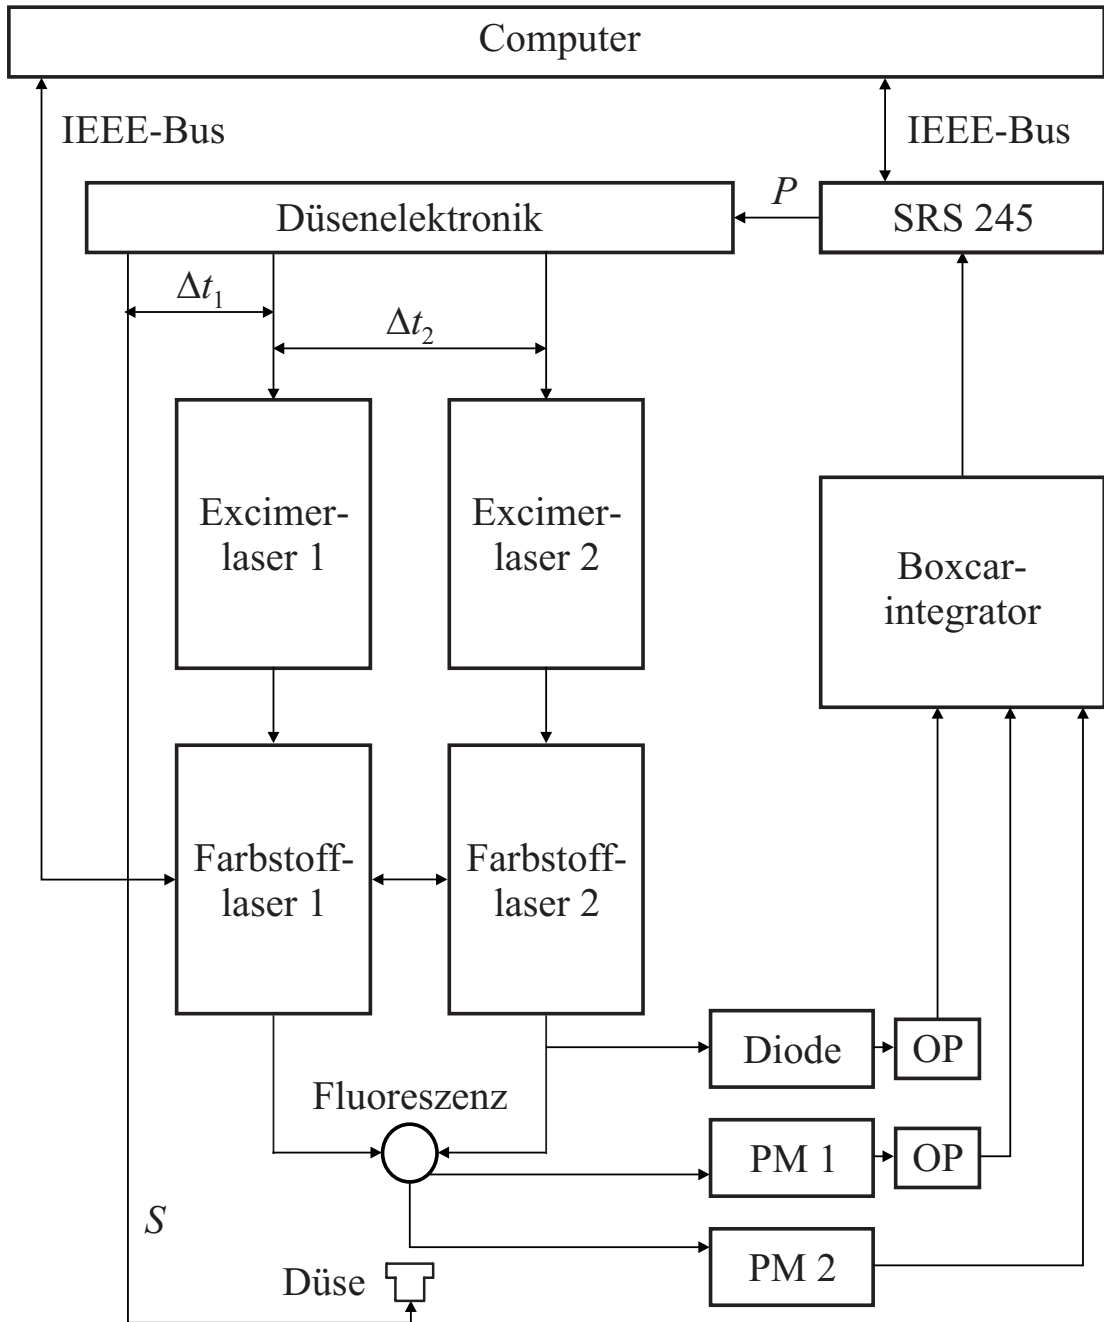 Computer
IEEE-Bus
IEEE-Bus
Düsenelektronik
P
SRS 245
Δt₁
Δt₂
Excimer-
laser 1
Excimer-
laser 2
Boxcar-
integrator
Farbstoff-
laser 1
Farbstoff-
laser 2
Diode
OP
Fluoreszenz
PM 1
OP
S
PM 2
Düse